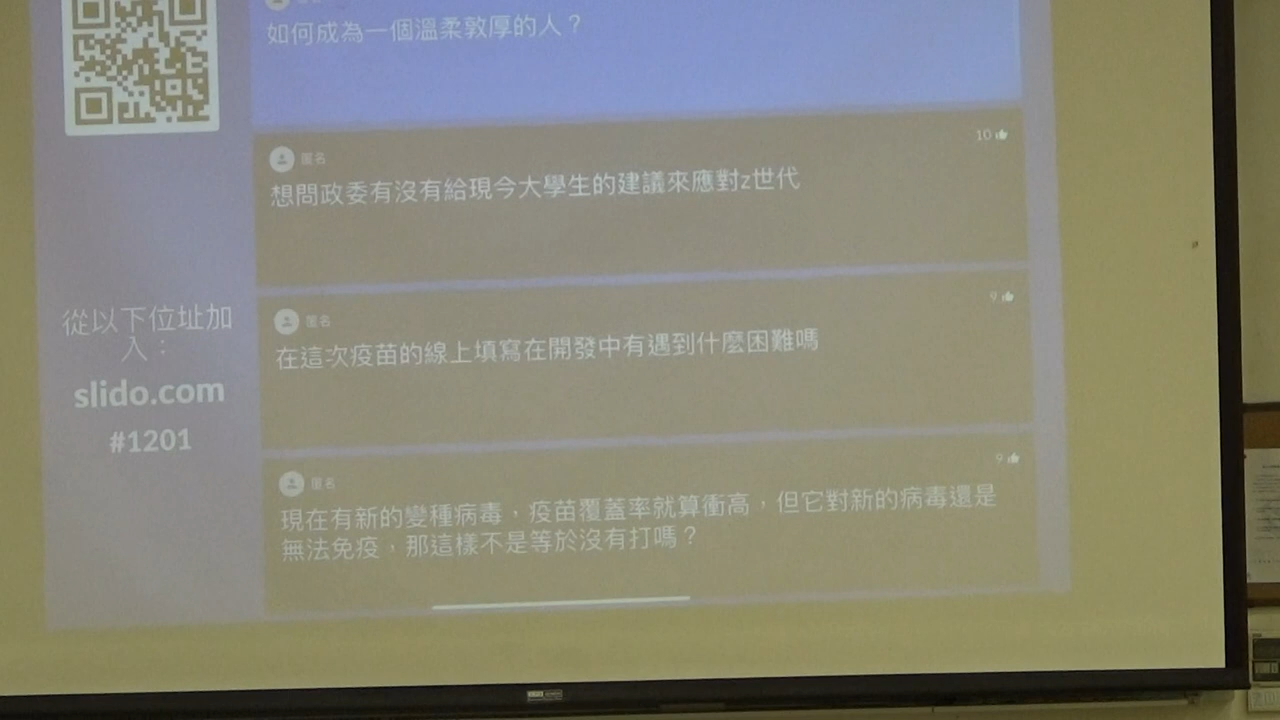 如何成為一個溫柔敦厚的人？
匿名
10
想問政委有沒有給現今大學生的建議來應對z世代
匿名
9
在這次疫苗的線上填寫在開發中有遇到什麼困難嗎
匿名
9
現在有新的變種病毒，疫苗覆蓋率就算衝高，但它對新的病毒還是
無法免疫，那這樣不是等於沒有打嗎？
從以下位址加
入：
slido.com
#1201